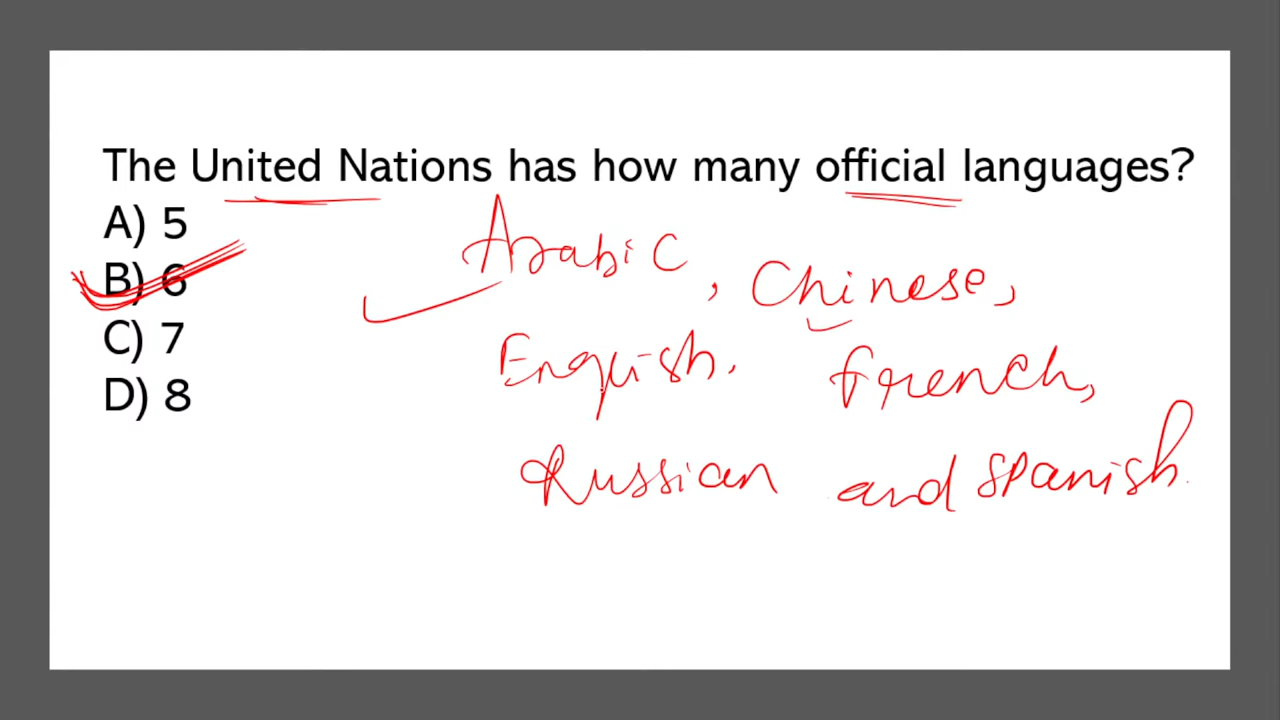 The United Nations has how many official languages?
A) 5
B) 6
C) 7
D) 8
Arabic, Chinese,
English. French,
Russian and Spanish.